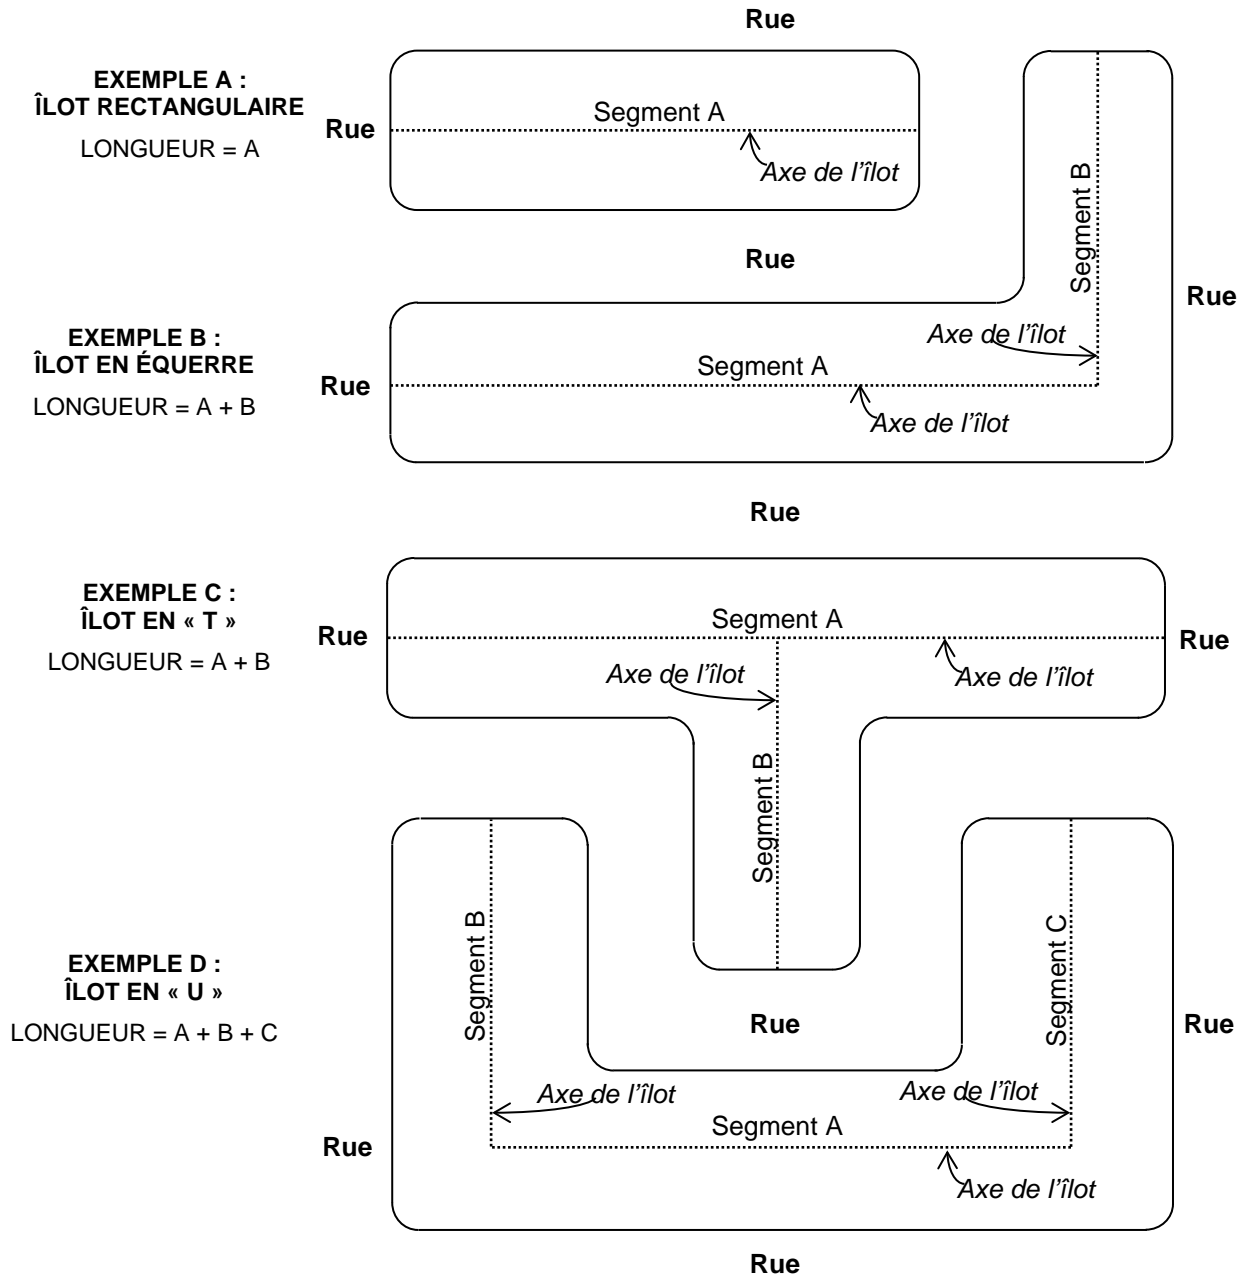 Rue
EXEMPLE A :
ÎLOT RECTANGULAIRE
LONGUEUR = A
Rue
Segment A
Axe de l'îlot
Segment B
Rue
Rue
EXEMPLE B :
ÎLOT EN ÉQUERRE
LONGUEUR = A + B
Rue
Segment A
Axe de l'îlot
Axe de l'îlot
Rue
EXEMPLE C :
ÎLOT EN « T »
LONGUEUR = A + B
Rue
Segment A
Rue
Axe de l'îlot
Axe de l'îlot
Segment B
EXEMPLE D :
ÎLOT EN « U »
LONGUEUR = A + B + C
Segment B
Segment C
Rue
Rue
Axe de l'îlot
Axe de l'îlot
Segment A
Rue
Axe de l'îlot
Rue